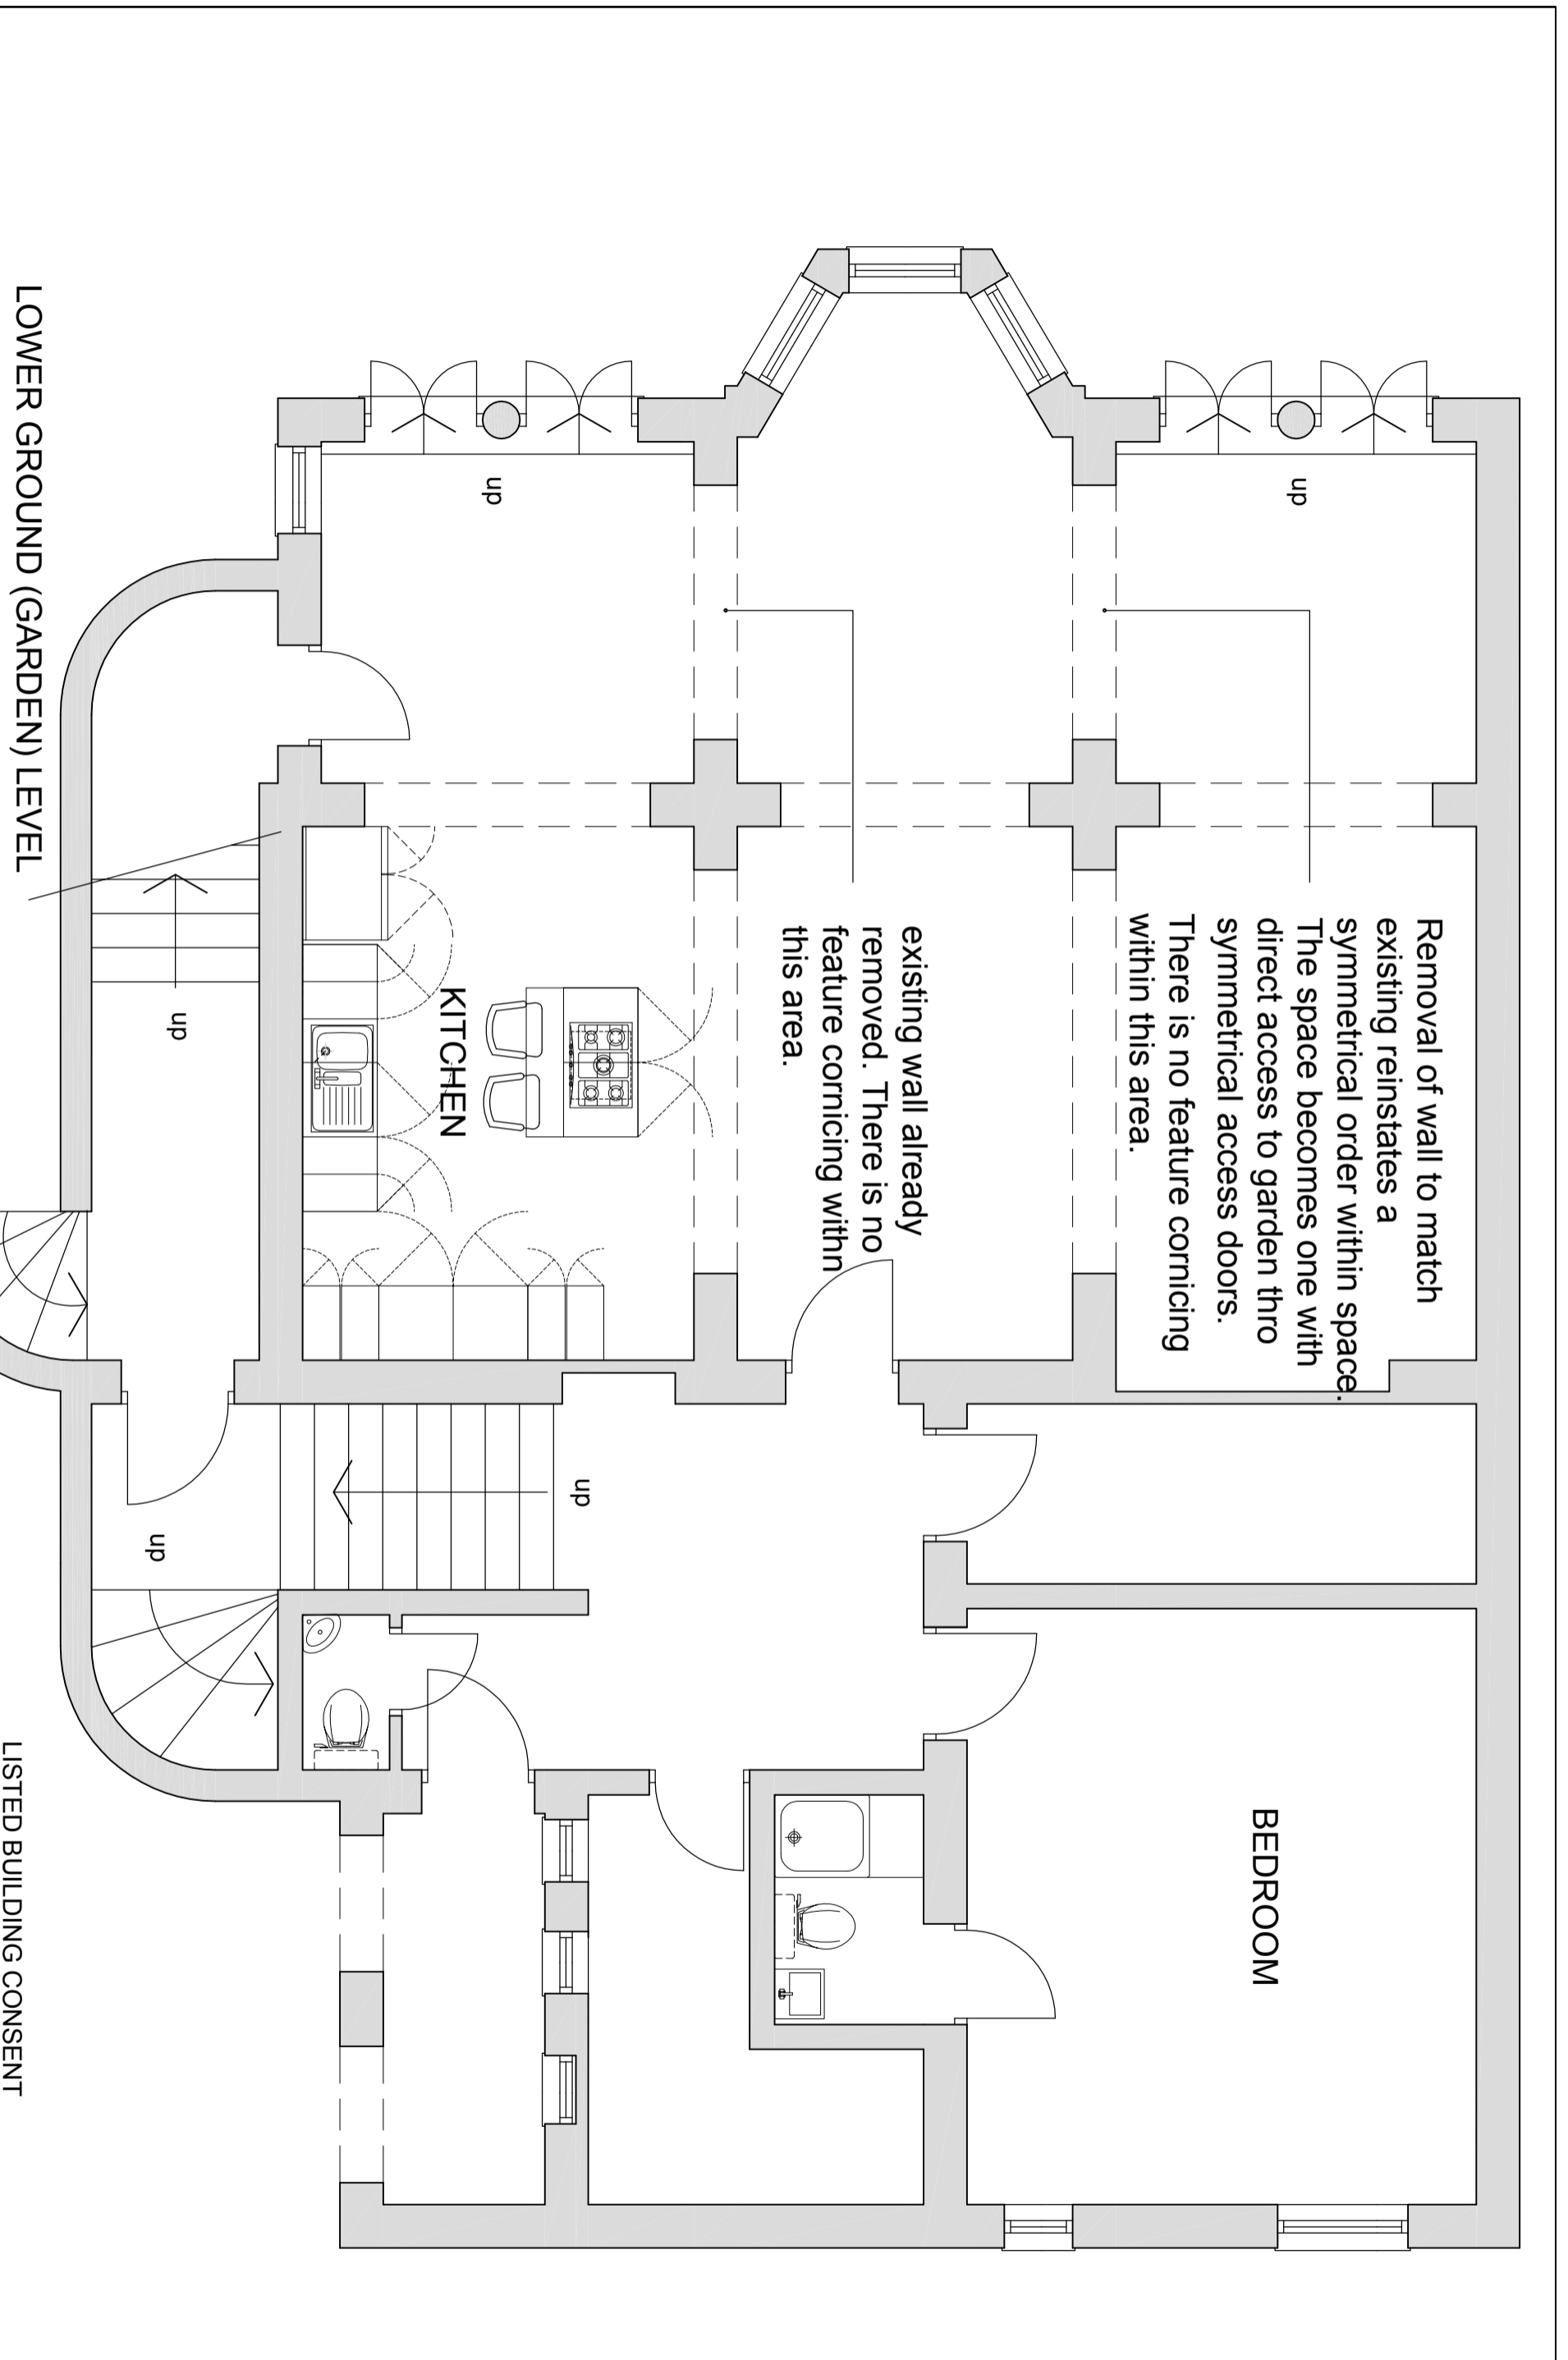 Removal of wall to match
existing reinstates a
symmetrical order within space.
The space becomes one with
direct access to garden thro
symmetrical access doors.
There is no feature cornicing
within this area.
existing wall already
removed. There is no
feature cornicing withn
this area.
up
up
KITCHEN
up
up
up
BEDROOM
LOWER GROUND (GARDEN) LEVEL
LISTED BUILDING CONSENT